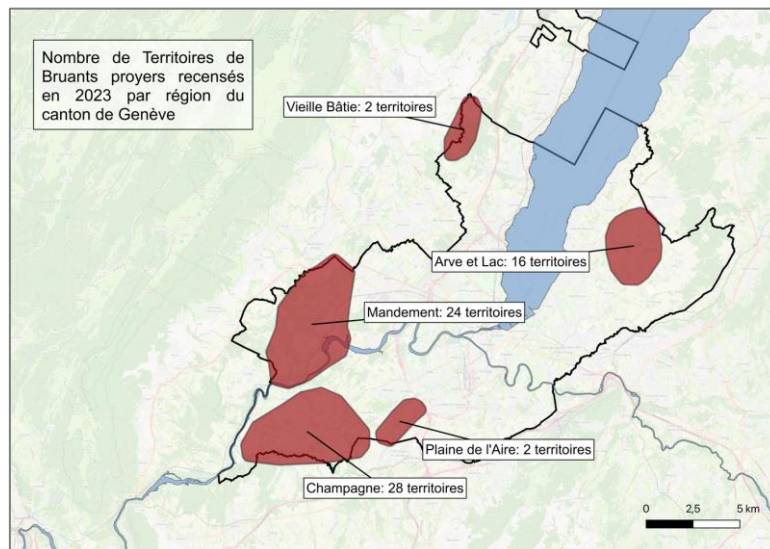 Nombre de Territoires de
Bruants proyers recensés
en 2023 par région du
canton de Genève
Vieille Bâtie: 2 territoires
Arve et Lac: 16 territoires
Mandement: 24 territoires
Plaine de l'Aire: 2 territoires
Champagne: 28 territoires
0 2,5 5 km